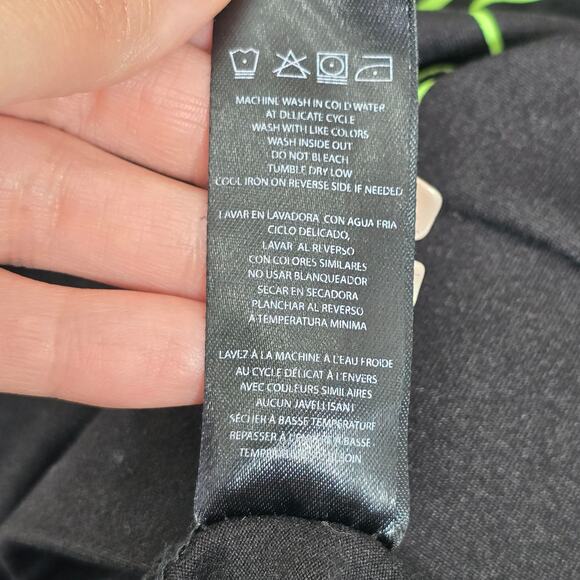 MACHINE WASH IN COLD WATER
AT DELICATE CYCLE
WASH WITH LIKE COLORS
WASH INSIDE OUT
DO NOT BLEACH
TUMBLE DRY LOW
COOL IRON ON REVERSE SIDE IF NEEDED
LAVAR EN LAVADORA CON AGUA FRIA
CICLO DELICADO,
LAVAR AL REVERSO
CON COLORES SIMILARES
NO USAR BLANQUEADOR
SECAR EN SECADORA
PLANCHAR AL REVERSO
À TEMPERATURA MINIMA
LAVEZ À LA MACHINE À L'EAU FROIDE
AU CYCLE DÉLICAT À L'ENVERS
AVEC COULEURS SIMILAIRES
AUCUN JAVELLISANT
SÉCHER À BASSE TEMPÉRATURE
REPASSER À BASSE